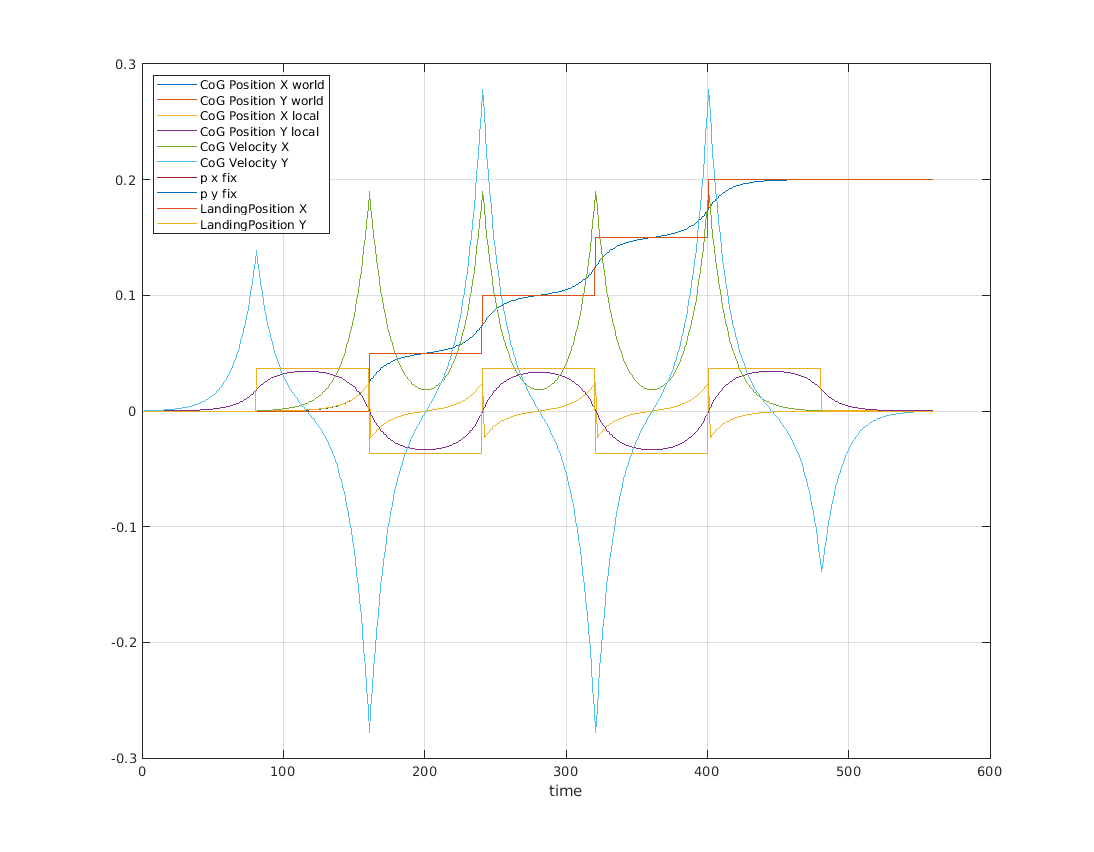 0.3
CoG Position X world
CoG Position Y world
CoG Position X local
CoG Position Y local
CoG Velocity X
CoG Velocity Y
p x fix
p y fix
LandingPosition X
LandingPosition Y
0.2
0.1
0
-0.1
-0.2
-0.3
0 100 200 300 400 500 600
time